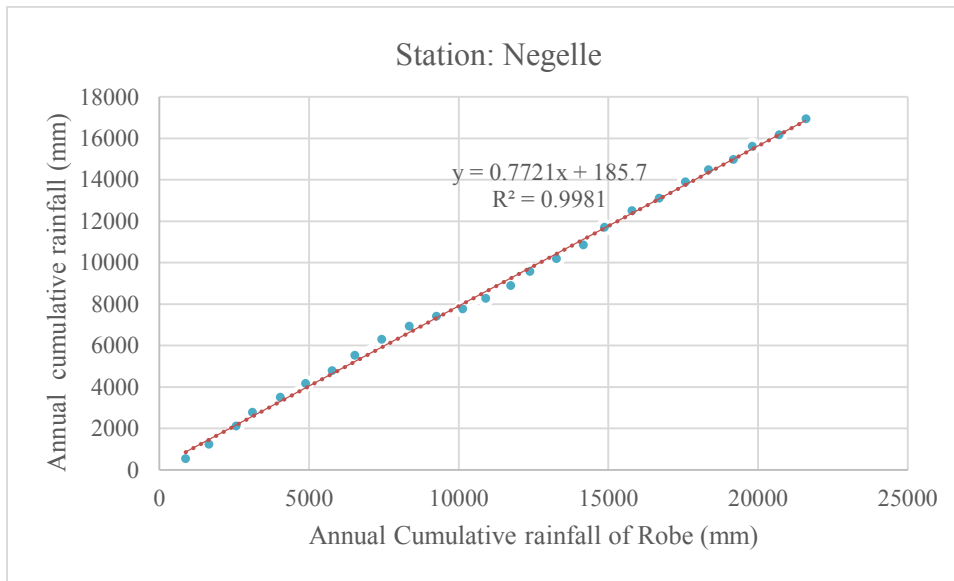 Station: Negelle
18000
16000
14000
12000
10000
8000
6000
4000
2000
0
Annual cumulative rainfall (mm)
y = 0.7721x + 185.7
R² = 0.9981
0 5000 10000 15000 20000 25000
Annual Cumulative rainfall of Robe (mm)